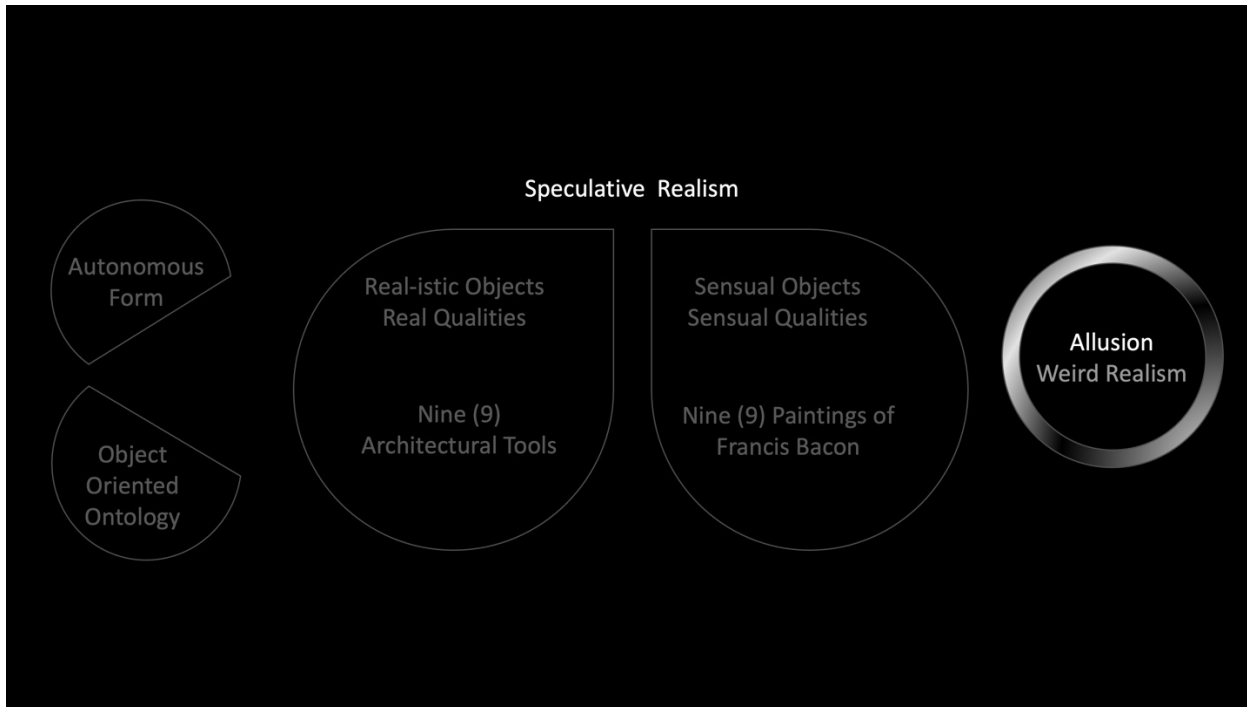 Speculative Realism
Autonomous
Form
Object
Oriented
Ontology
Real-istic Objects
Real Qualities
Nine (9)
Architectural Tools
Sensual Objects
Sensual Qualities
Nine (9) Paintings of
Francis Bacon
Allusion
Weird Realism